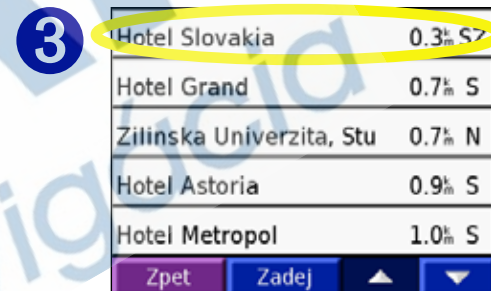 3
Hotel Slovakia 0.3km SZ
Hotel Grand 0.7km S
Zilinska Univerzita, Stu 0.7km N
Hotel Astoria 0.9km S
Hotel Metropol 1.0km S
Zpet Zadej
igácia